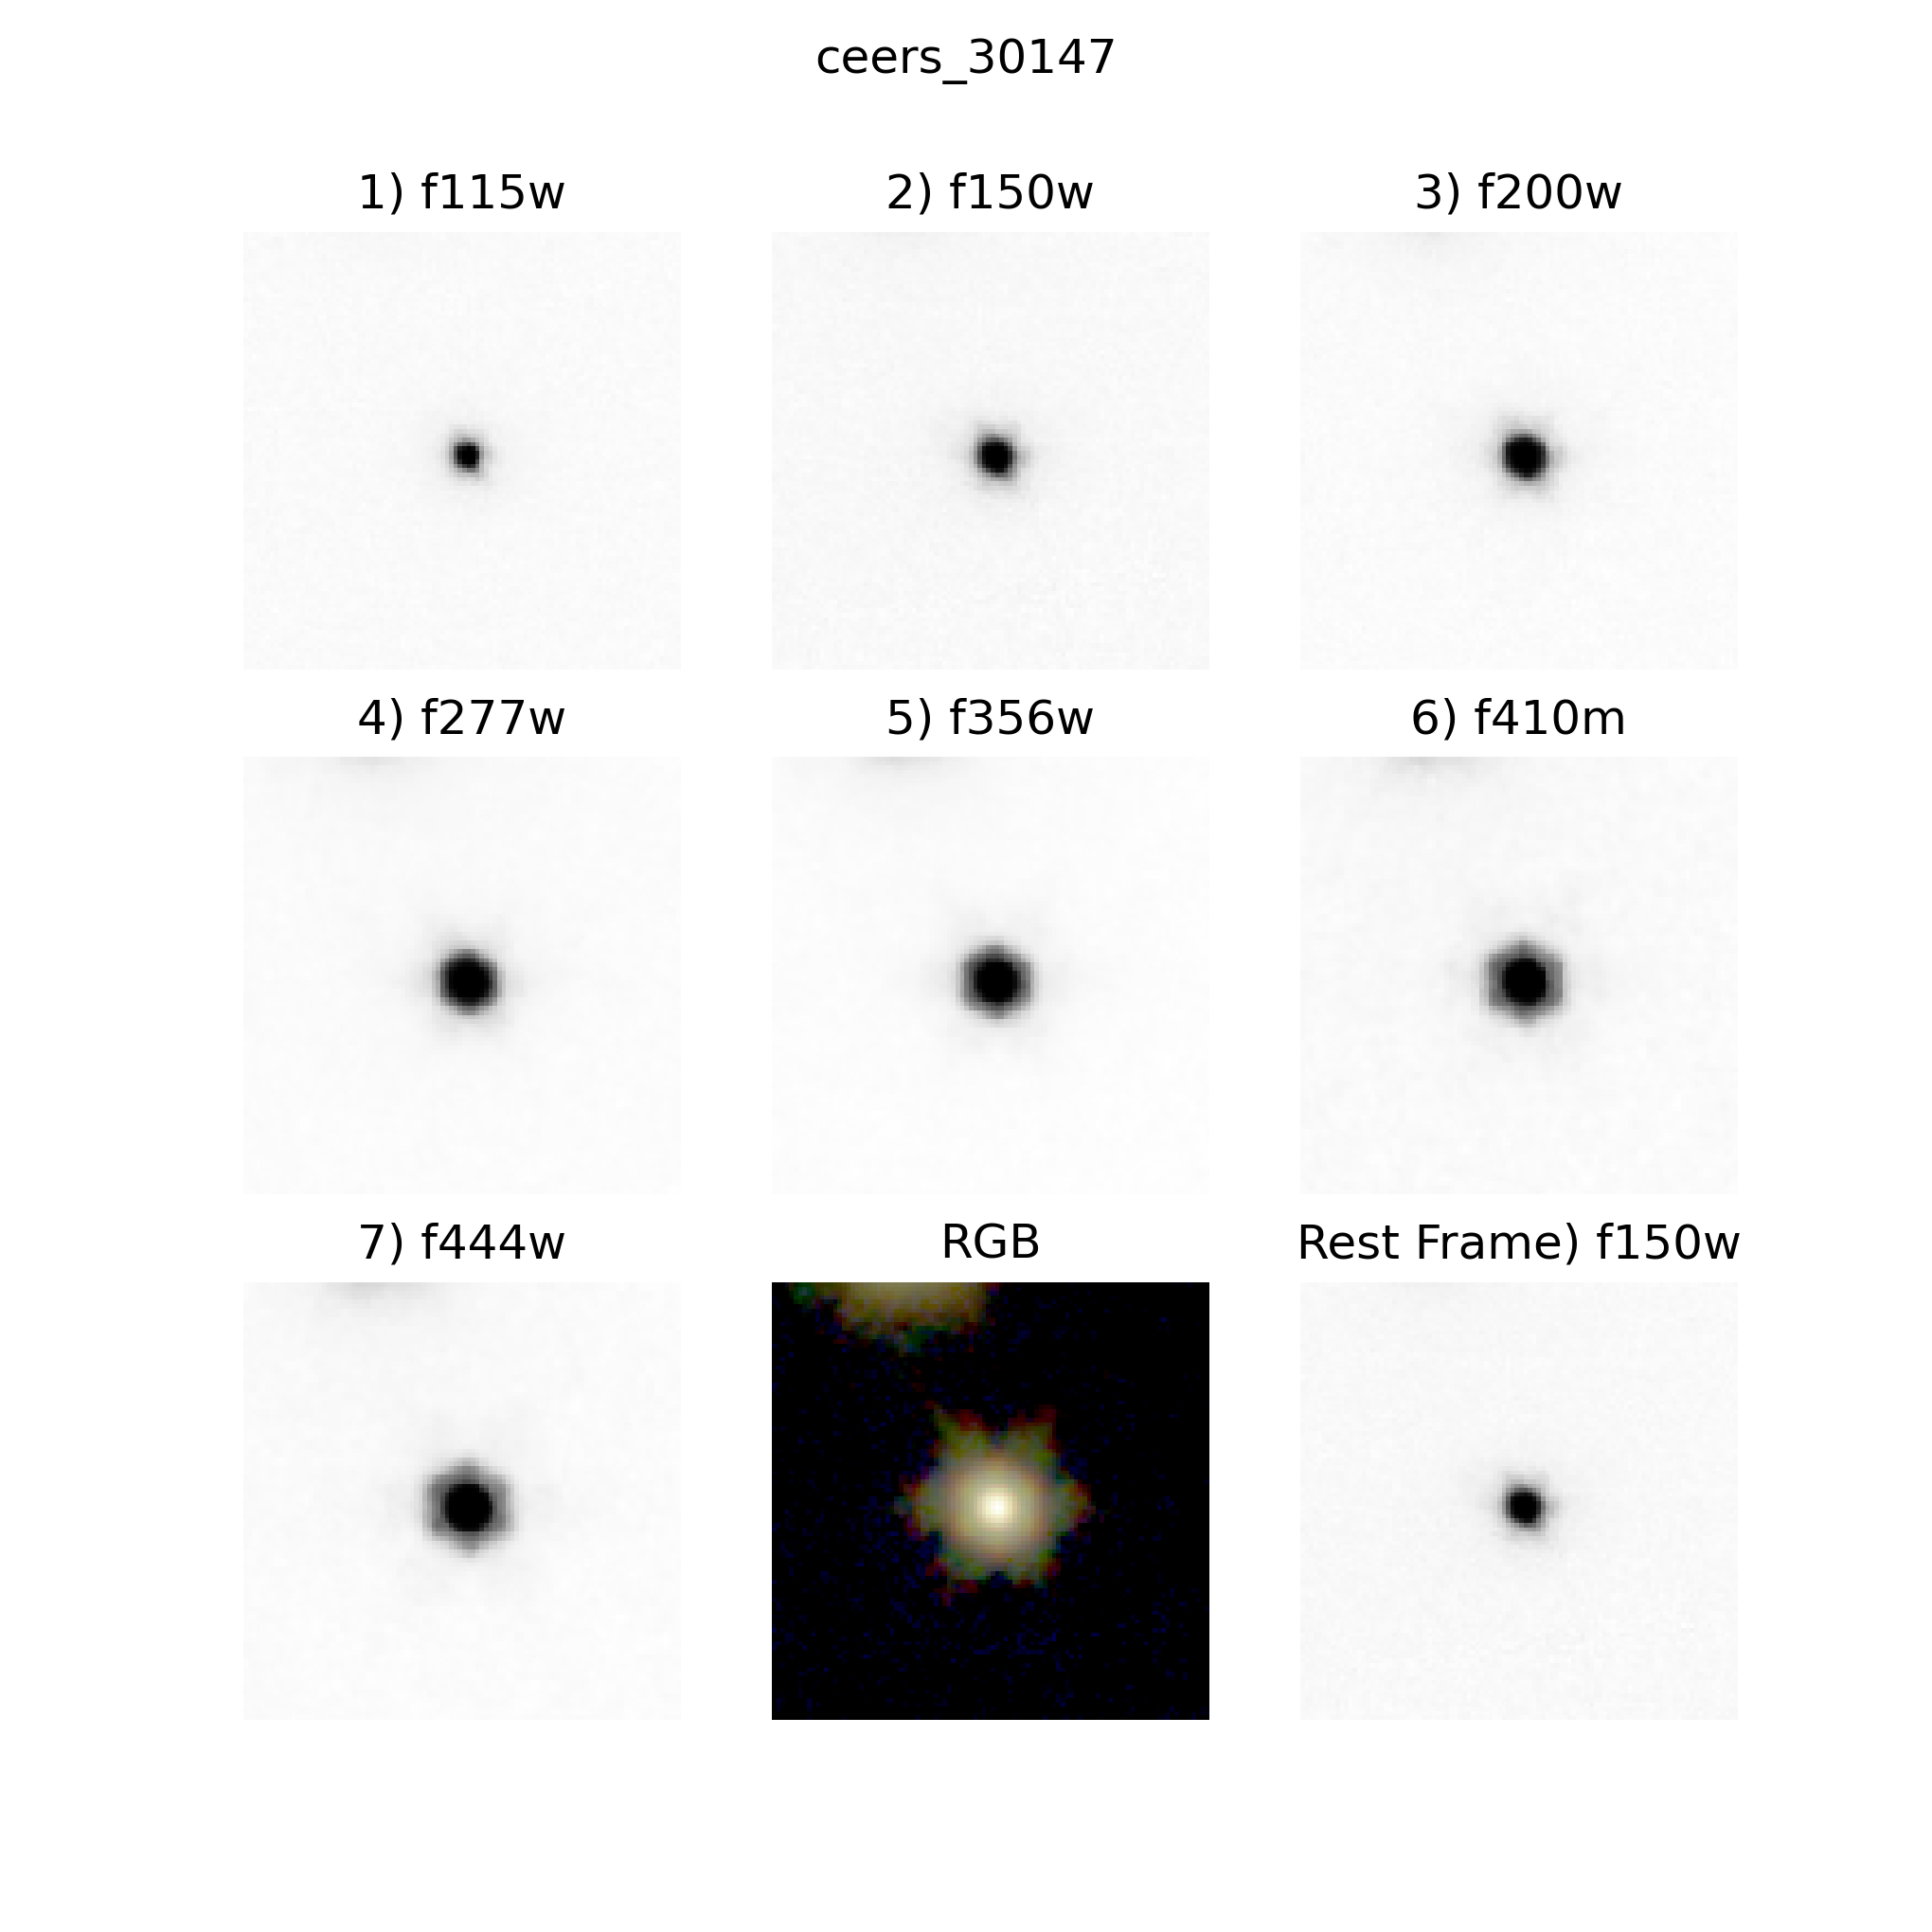 ceers_30147
1) f115w
2) f150w
3) f200w
4) f277w
5) f356w
6) f410m
7) f444w
RGB
Rest Frame) f150w